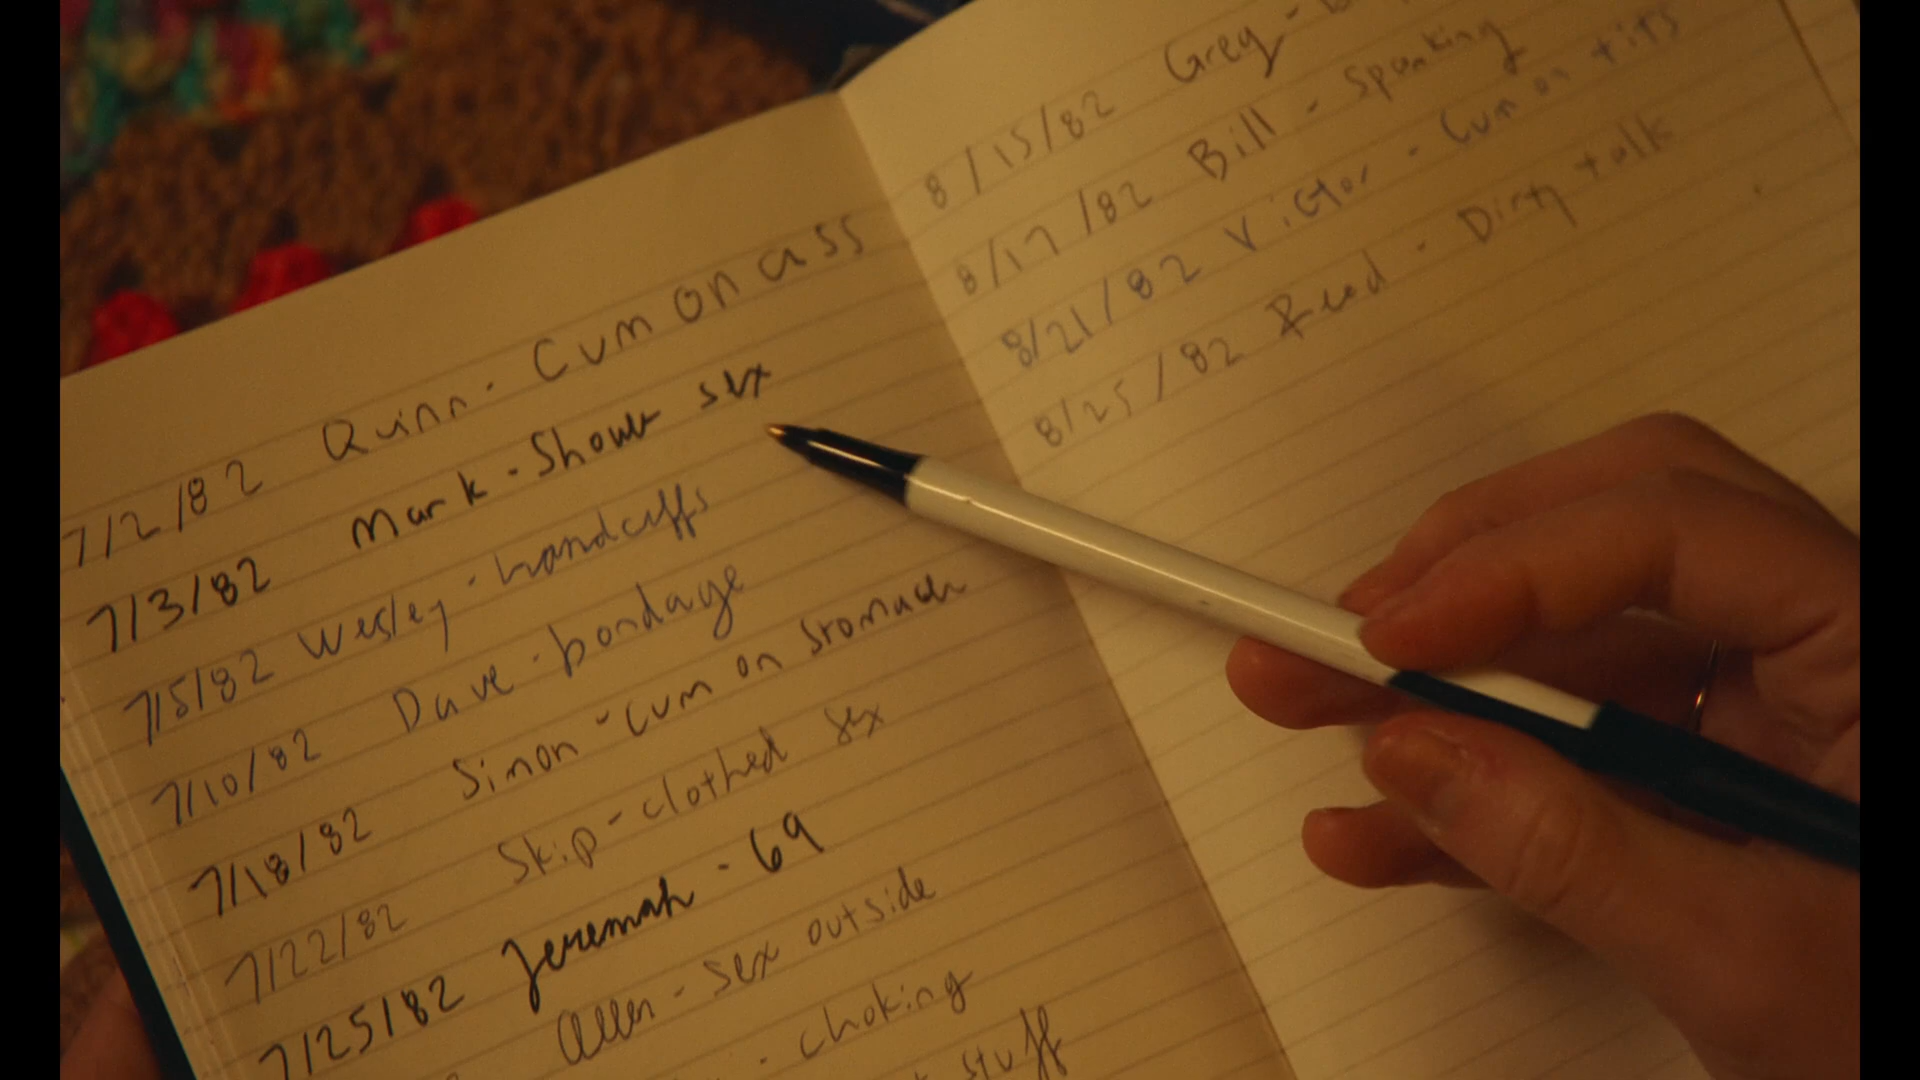 7/2/82 Quinn - Cum on ass
7/3/82 Mark - Shower sex
7/5/82 Wesley - handcuffs
7/10/82 Dave - bondage
7/18/82 Simon - cum on stomach
7/22/82 Skip - clothed sex
7/25/82 Jeremah - 69
Allen - sex outside
- choking
stuff
8/15/82 Greg -
8/17/82 Bill - Spanking
8/21/82 Victor - Cum on tits
8/25/82 Reed - Dirty talk